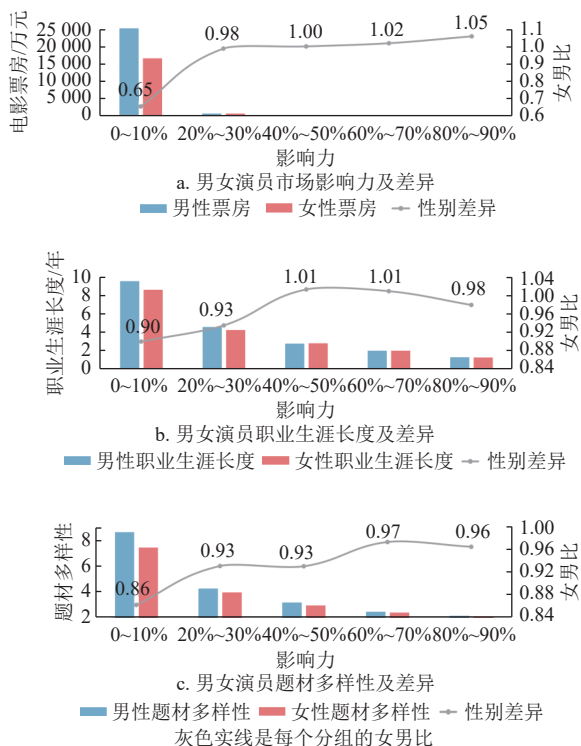 电影票房/万元
25 000
20 000
15 000
10 000
5 000
0
0.65
0.98
1.00
1.02
1.05
1.1
1.0
0.9
0.8
0.7
0.6
女男比
0~10% 20%~30% 40%~50% 60%~70% 80%~90%
影响力
a. 男女演员市场影响力及差异
男性票房 女性票房 性别差异
职业生涯长度/年
10
8
6
4
2
0
0.90
0.93
1.01
1.01
0.98
1.04
1.00
0.96
0.92
0.88
0.84
女男比
0~10% 20%~30% 40%~50% 60%~70% 80%~90%
影响力
b. 男女演员职业生涯长度及差异
男性职业生涯长度 女性职业生涯长度 性别差异
题材多样性
8
6
4
2
0.86
0.93
0.93
0.97
0.96
1.00
0.96
0.92
0.88
0.84
女男比
0~10% 20%~30% 40%~50% 60%~70% 80%~90%
影响力
c. 男女演员题材多样性及差异
男性题材多样性 女性题材多样性 性别差异
灰色实线是每个分组的女男比